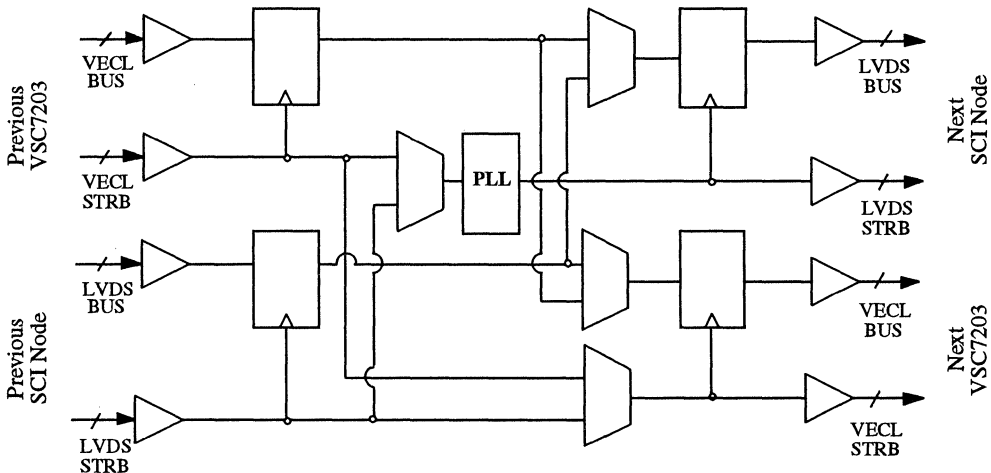 VECL
BUS
Previous
VSC7203
VECL
STRB
LVDS
BUS
Previous
SCI Node
LVDS
STRB
PLL
LVDS
BUS
Next
SCI Node
LVDS
STRB
VECL
BUS
Next
VSC7203
VECL
STRB